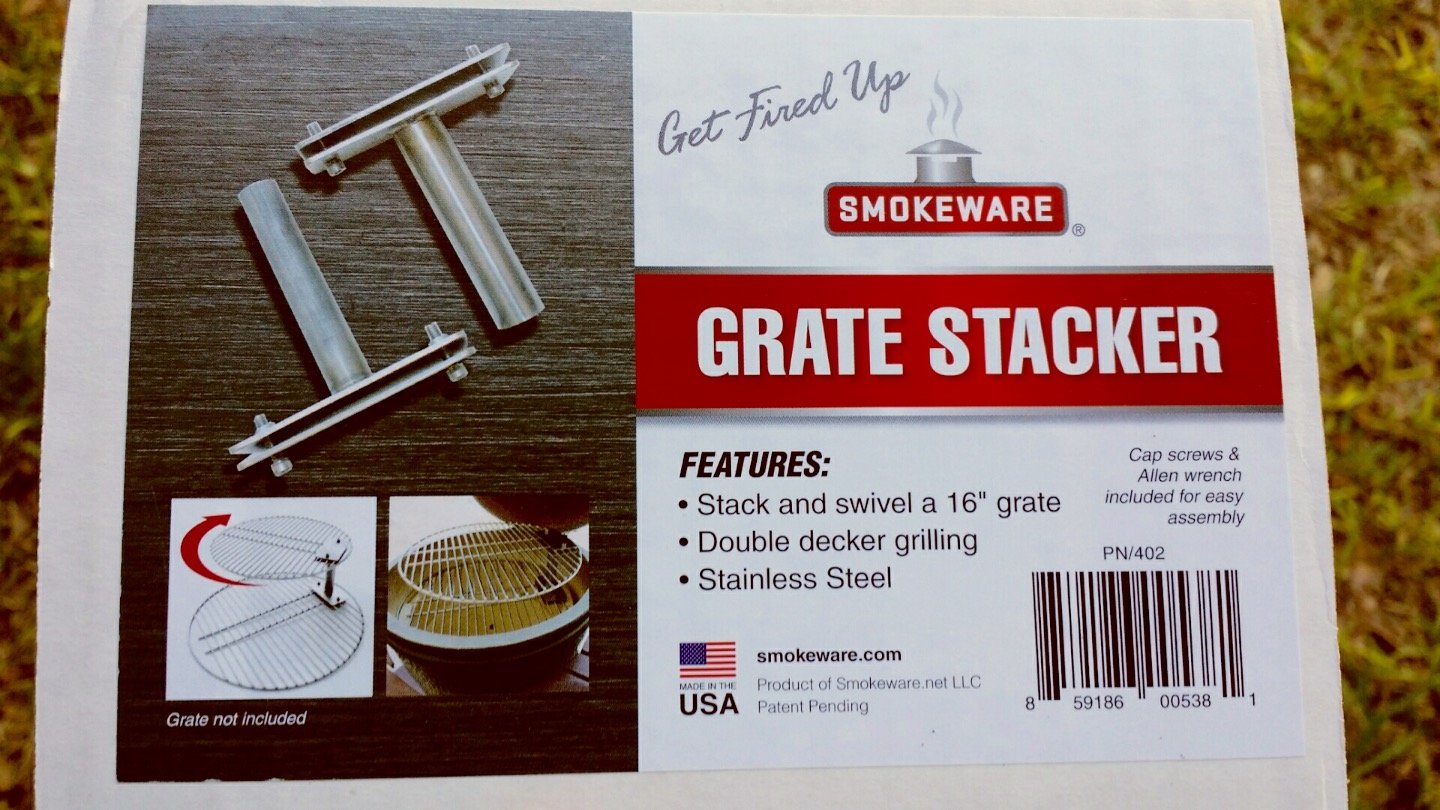 Get Fired Up
SMOKEWARE®
GRATE STACKER
FEATURES:
• Stack and swivel a 16" grate
• Double decker grilling
• Stainless Steel
Cap screws &
Allen wrench
included for easy
assembly
PN/402
8 59186 00538 1
MADE IN THE
USA
smokeware.com
Product of Smokeware.net LLC
Patent Pending
Grate not included